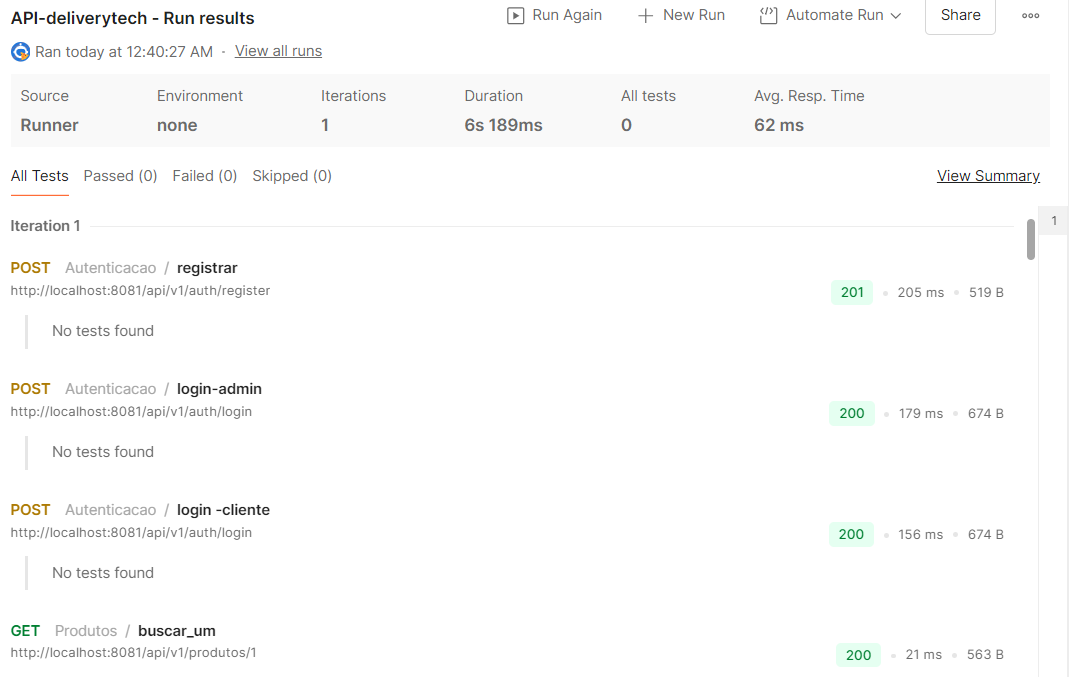 API-deliverytech - Run results
Run Again
New Run
Automate Run
Share
Ran today at 12:40:27 AM · View all runs
Source Environment Iterations Duration All tests Avg. Resp. Time
Runner none 1 6s 189ms 0 62 ms
All Tests Passed (0) Failed (0) Skipped (0) View Summary
Iteration 1
1
POST Autenticacao / registrar
http://localhost:8081/api/v1/auth/register
201 • 205 ms • 519 B
No tests found
POST Autenticacao / login-admin
http://localhost:8081/api/v1/auth/login
200 • 179 ms • 674 B
No tests found
POST Autenticacao / login -cliente
http://localhost:8081/api/v1/auth/login
200 • 156 ms • 674 B
No tests found
GET Produtos / buscar_um
http://localhost:8081/api/v1/produtos/1
200 • 21 ms • 563 B